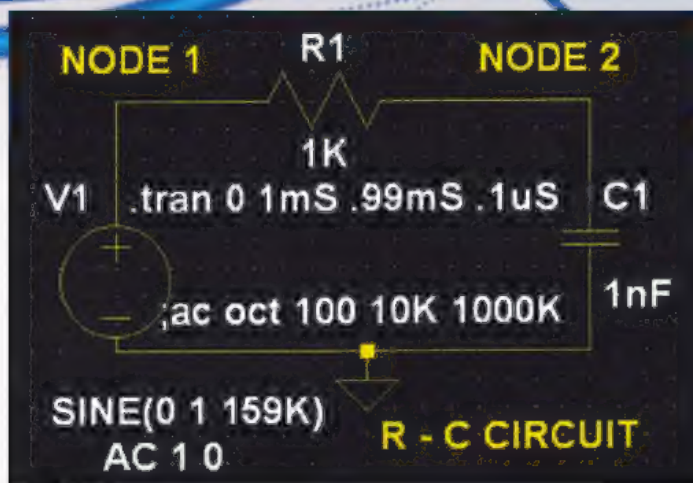 NODE 1 R1 NODE 2
1K
V1 .tran 0 1mS .99mS .1uS C1
+
1nF
;ac oct 100 10K 1000K
SINE(0 1 159K)
R - C CIRCUIT
AC 1 0